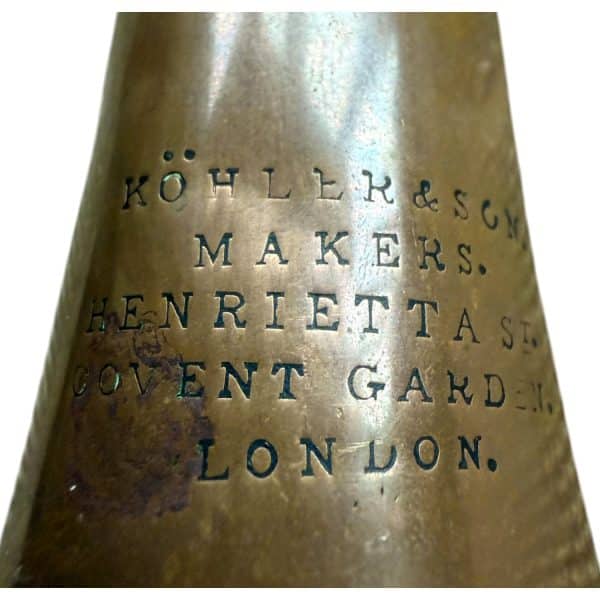 KÖHLER & SON,
MAKERS.
HENRIETTA ST.
COVENT GARDEN.
LONDON.